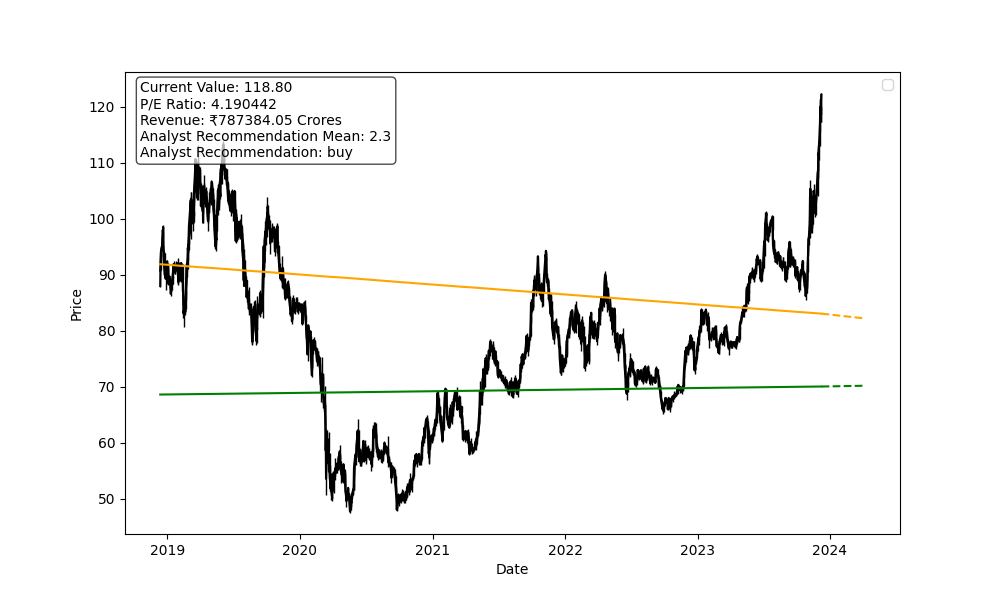 Current Value: 118.80
P/E Ratio: 4.190442
Revenue: ₹787384.05 Crores
Analyst Recommendation Mean: 2.3
Analyst Recommendation: buy
120
110
100
90
80
70
60
50
Price
2019 2020 2021 2022 2023 2024
Date